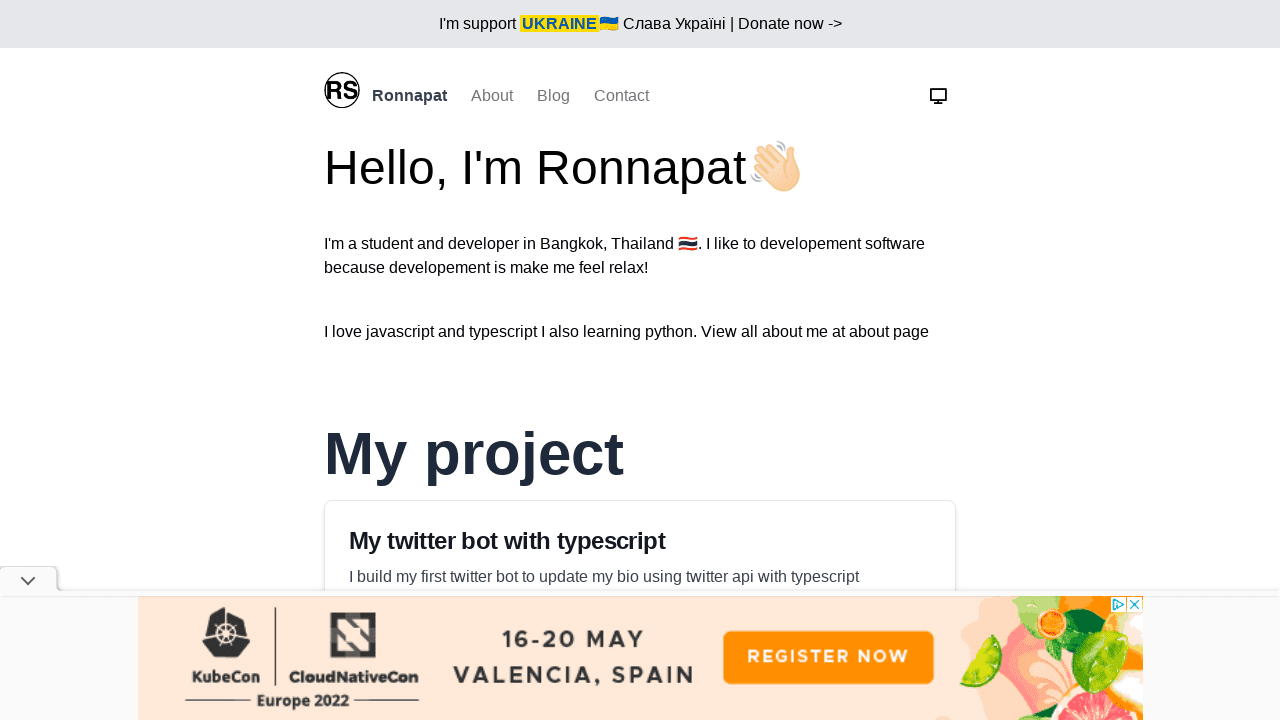 I'm support UKRAINE🇺🇦 Слава Україні | Donate now ->
RS Ronnapat About Blog Contact
Hello, I'm Ronnapat👋🏻
I'm a student and developer in Bangkok, Thailand 🇹🇭. I like to developement software
because developement is make me feel relax!
I love javascript and typescript I also learning python. View all about me at about page
My project
My twitter bot with typescript
I build my first twitter bot to update my bio using twitter api with typescript
KubeCon CloudNativeCon
Europe 2022
16-20 MAY
VALENCIA, SPAIN
REGISTER NOW